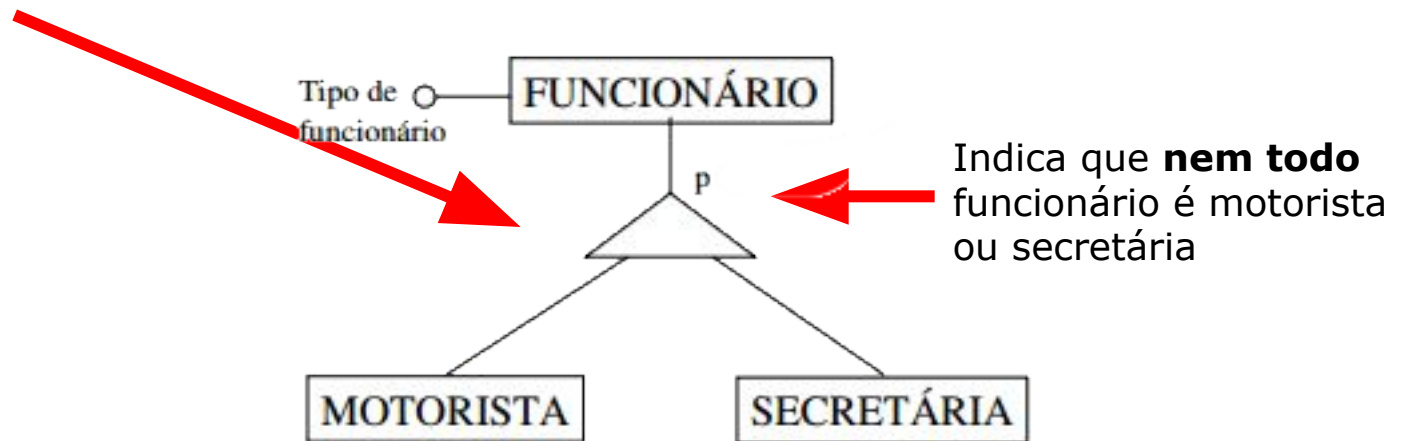 FUNCIONÁRIO
Tipo de
funcionário
p
Indica que nem todo
funcionário é motorista
ou secretária
MOTORISTA
SECRETÁRIA